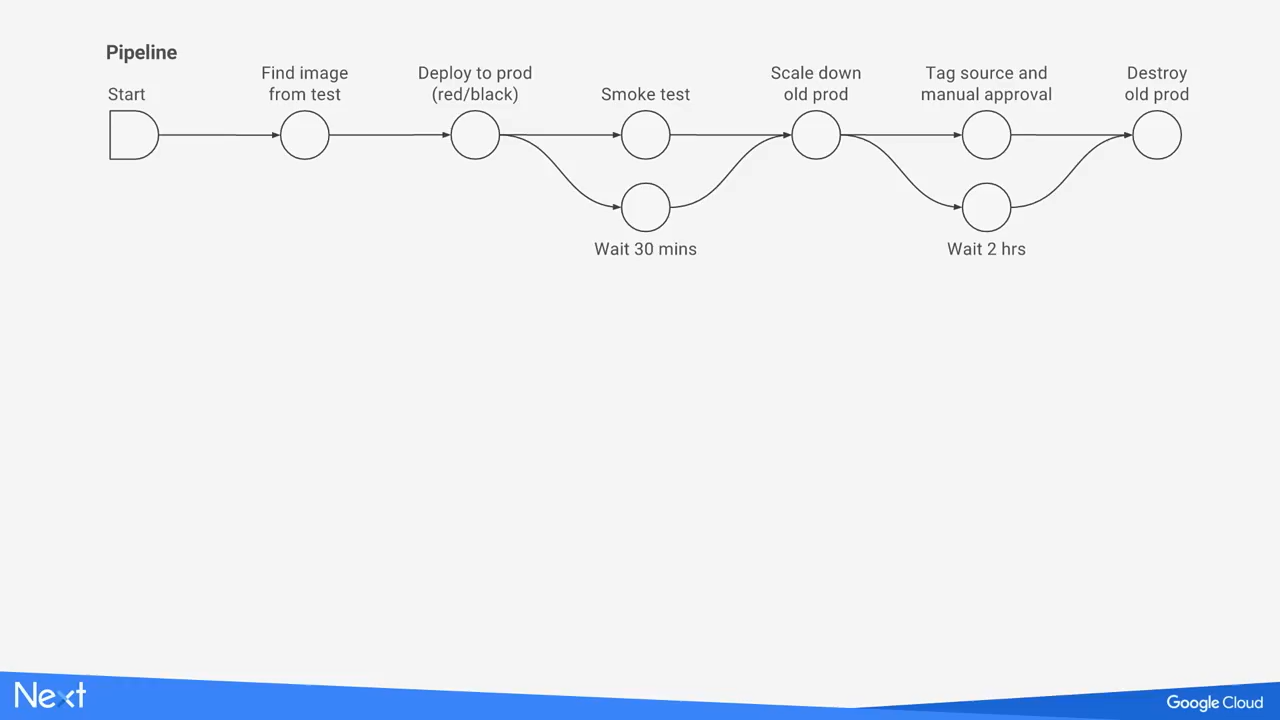 Pipeline
Start
Find image
from test
Deploy to prod
(red/black)
Smoke test
Scale down
old prod
Tag source and
manual approval
Destroy
old prod
Wait 30 mins
Wait 2 hrs
Next
Google Cloud